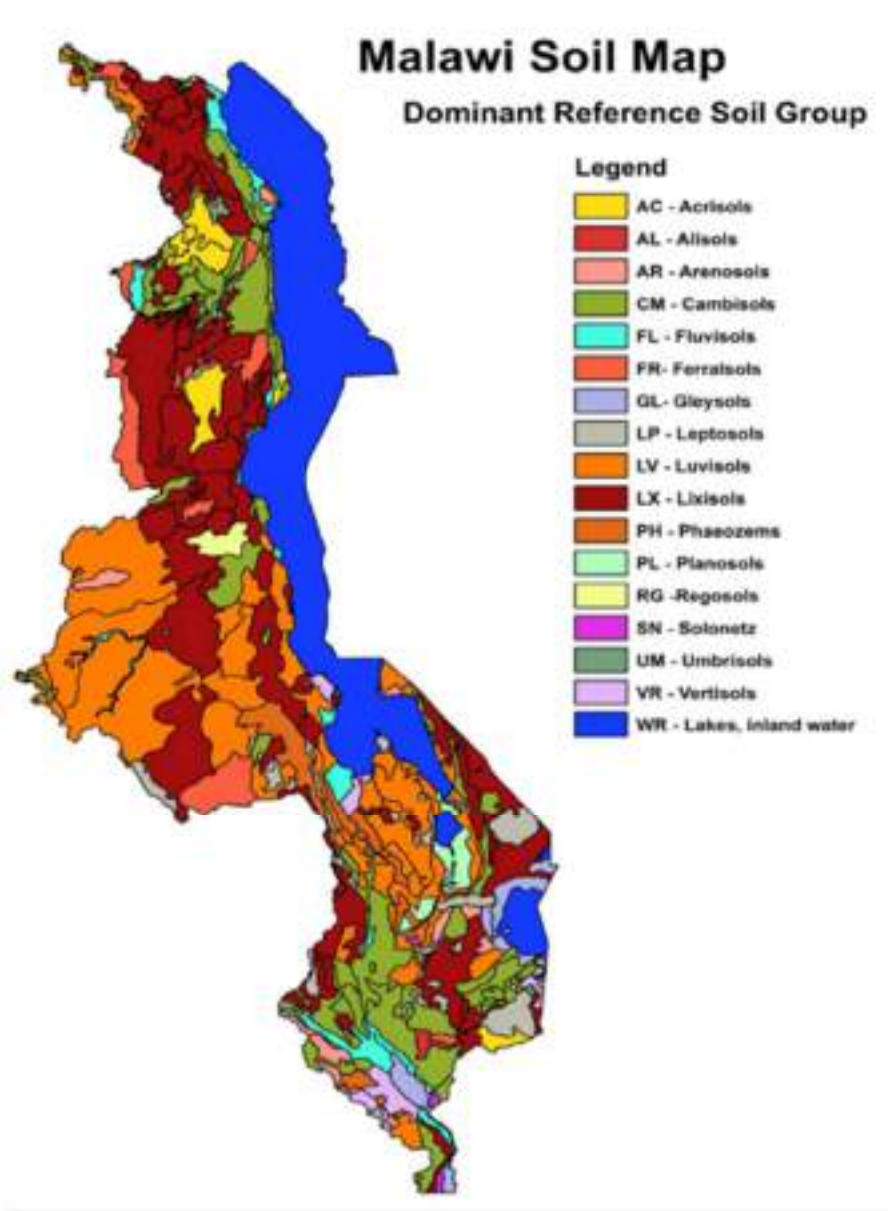 Malawi Soil Map
Dominant Reference Soil Group
Legend
AC - Acrisols
AL - Alisols
AR - Arenosols
CM - Cambisols
FL - Fluvisols
FR- Ferralsols
GL- Gleysols
LP - Leptosols
LV - Luvisols
LX - Lixisols
PH - Phaeozems
PL - Planosols
RG -Regosols
SN - Solonetz
UM - Umbrisols
VR - Vertisols
WR - Lakes, inland water